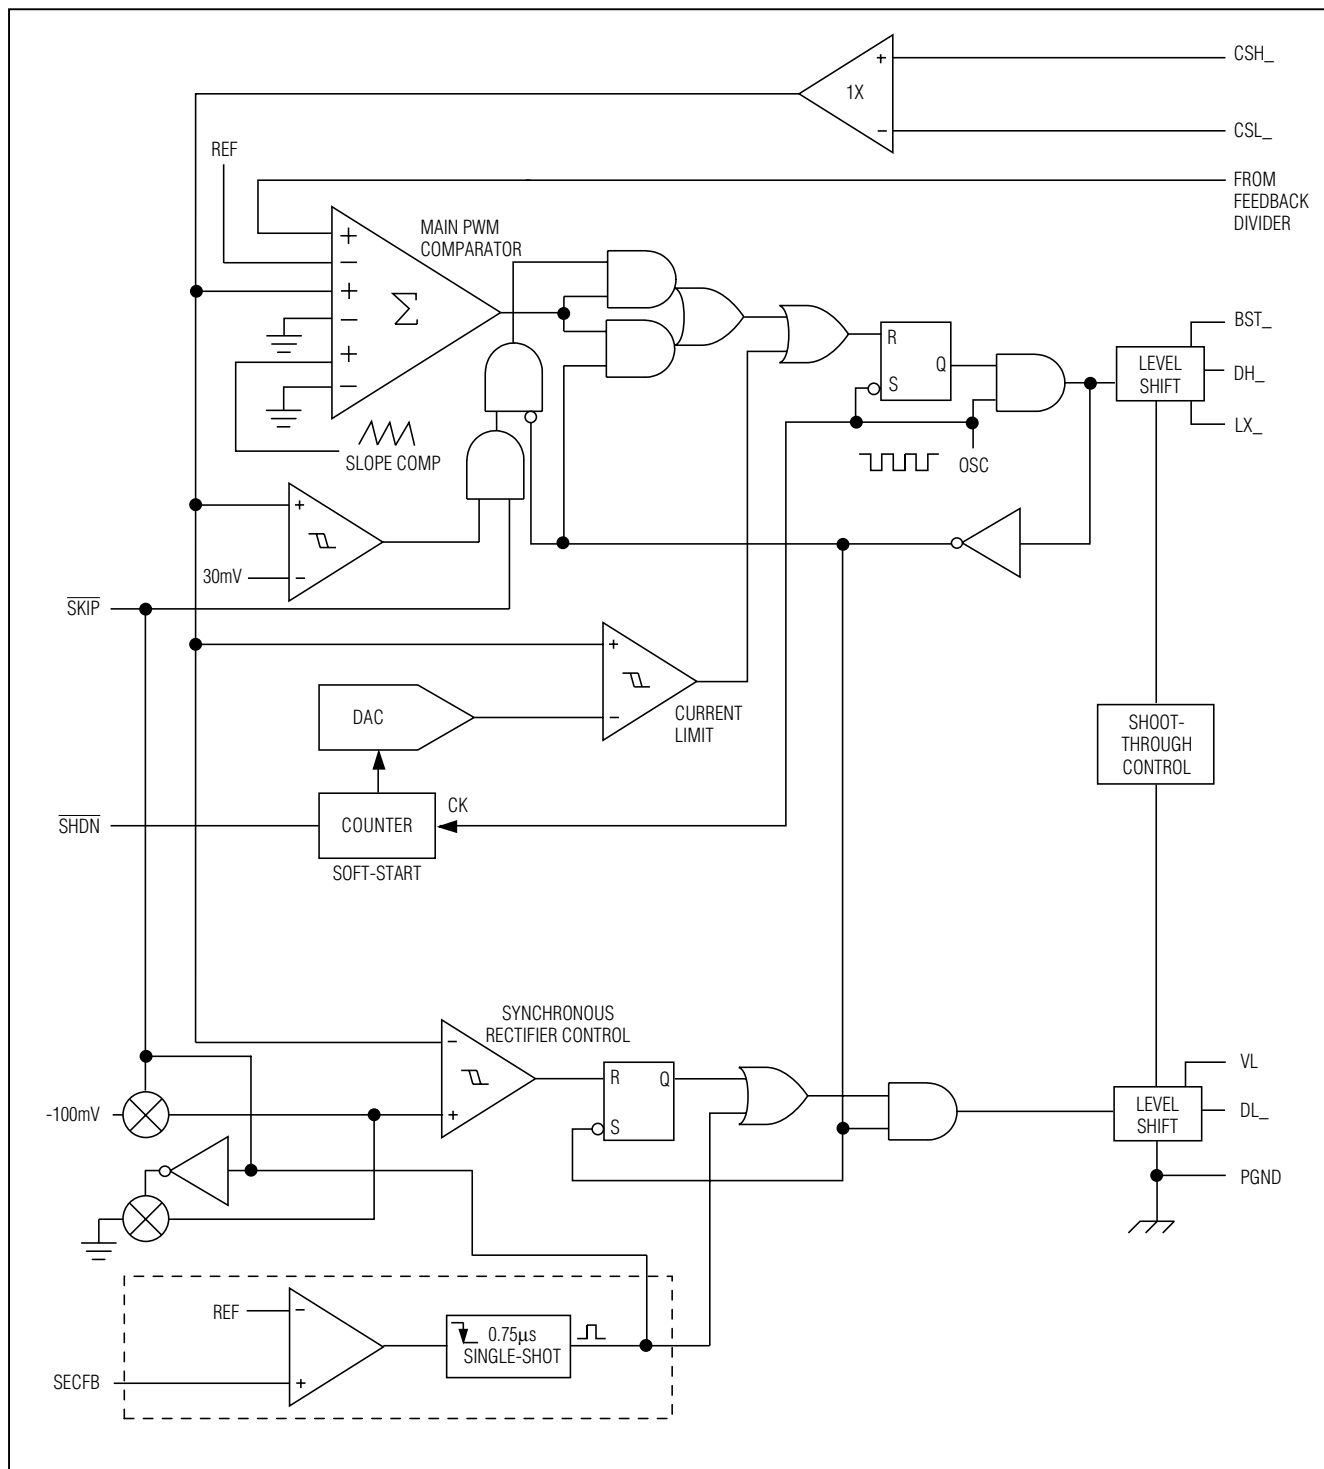 CSH_
+
1X
−
CSL_
REF
FROM
FEEDBACK
DIVIDER
MAIN PWM
COMPARATOR
+
−
+
−
+
−
Σ
BST_
R
Q
S
LEVEL
SHIFT
DH_
LX_
SLOPE COMP
OSC
+
30mV
−
SKIP
+
−
DAC
CURRENT
LIMIT
SHOOT-
THROUGH
CONTROL
CK
SHDN
COUNTER
SOFT-START
SYNCHRONOUS
RECTIFIER CONTROL
−
+
R
Q
S
VL
-100mV
LEVEL
SHIFT
DL_
PGND
REF
−
0.75µs
SINGLE-SHOT
SECFB
+